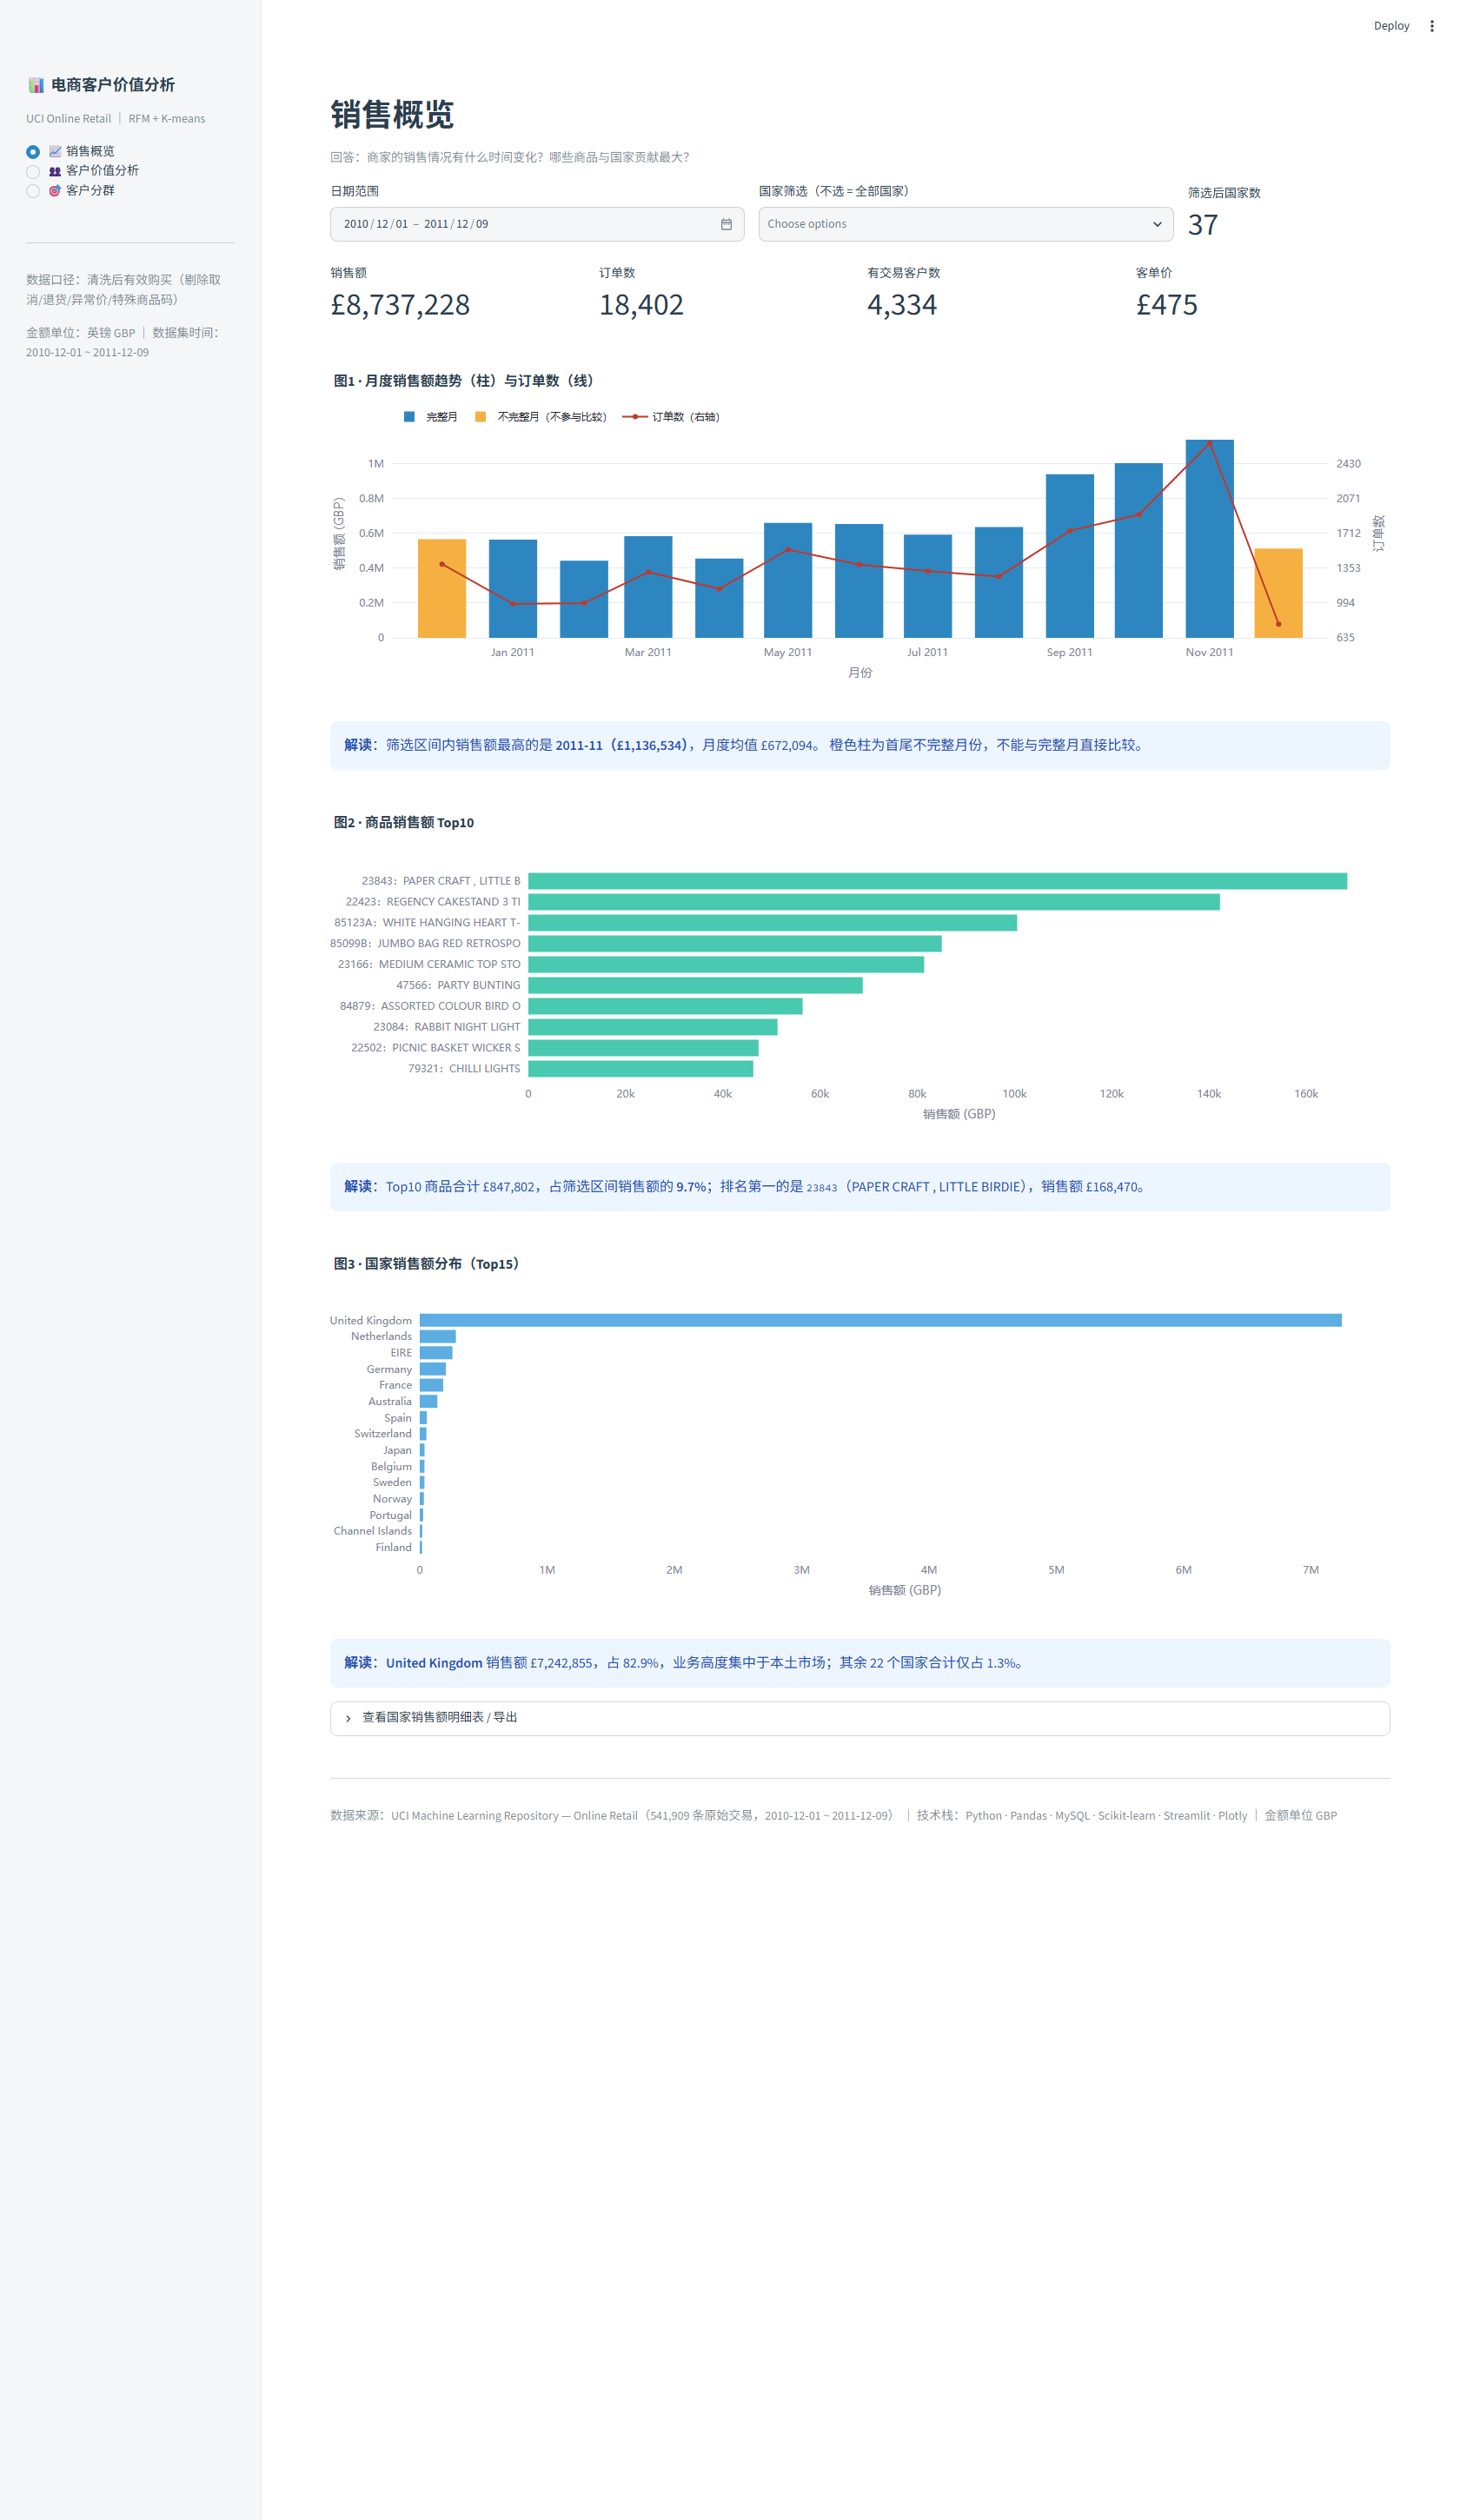 Deploy
电商客户价值分析
UCI Online Retail ｜ RFM + K-means
销售概览
客户价值分析
客户分群
数据口径：清洗后有效购买（剔除取
消/退货/异常价/特殊商品码）
金额单位：英镑 GBP ｜ 数据集时间：
2010-12-01 ~ 2011-12-09
销售概览
回答：商家的销售情况有什么时间变化？哪些商品与国家贡献最大？
日期范围
2010 / 12 / 01 – 2011 / 12 / 09
国家筛选（不选 = 全部国家）
Choose options
筛选后国家数
37
销售额
£8,737,228
订单数
18,402
有交易客户数
4,334
客单价
£475
图1 · 月度销售额趋势（柱）与订单数（线）
完整月 不完整月（不参与比较） 订单数（右轴）
销售额 (GBP)
1M
0.8M
0.6M
0.4M
0.2M
0
2430
2071
1712
1353
994
635
订单数
Jan 2011 Mar 2011 May 2011 Jul 2011 Sep 2011 Nov 2011
月份
解读：筛选区间内销售额最高的是 2011-11（£1,136,534），月度均值 £672,094。 橙色柱为首尾不完整月份，不能与完整月直接比较。
图2 · 商品销售额 Top10
23843：PAPER CRAFT , LITTLE B
22423：REGENCY CAKESTAND 3 TI
85123A：WHITE HANGING HEART T-
85099B：JUMBO BAG RED RETROSPO
23166：MEDIUM CERAMIC TOP STO
47566：PARTY BUNTING
84879：ASSORTED COLOUR BIRD O
23084：RABBIT NIGHT LIGHT
22502：PICNIC BASKET WICKER S
79321：CHILLI LIGHTS
0 20k 40k 60k 80k 100k 120k 140k 160k
销售额 (GBP)
解读：Top10 商品合计 £847,802，占筛选区间销售额的 9.7%；排名第一的是 23843（PAPER CRAFT , LITTLE BIRDIE），销售额 £168,470。
图3 · 国家销售额分布（Top15）
United Kingdom
Netherlands
EIRE
Germany
France
Australia
Spain
Switzerland
Japan
Belgium
Sweden
Norway
Portugal
Channel Islands
Finland
0 1M 2M 3M 4M 5M 6M 7M
销售额 (GBP)
解读：United Kingdom 销售额 £7,242,855，占 82.9%，业务高度集中于本土市场；其余 22 个国家合计仅占 1.3%。
查看国家销售额明细表 / 导出
数据来源：UCI Machine Learning Repository — Online Retail（541,909 条原始交易，2010-12-01 ~ 2011-12-09） ｜ 技术栈：Python · Pandas · MySQL · Scikit-learn · Streamlit · Plotly ｜ 金额单位 GBP